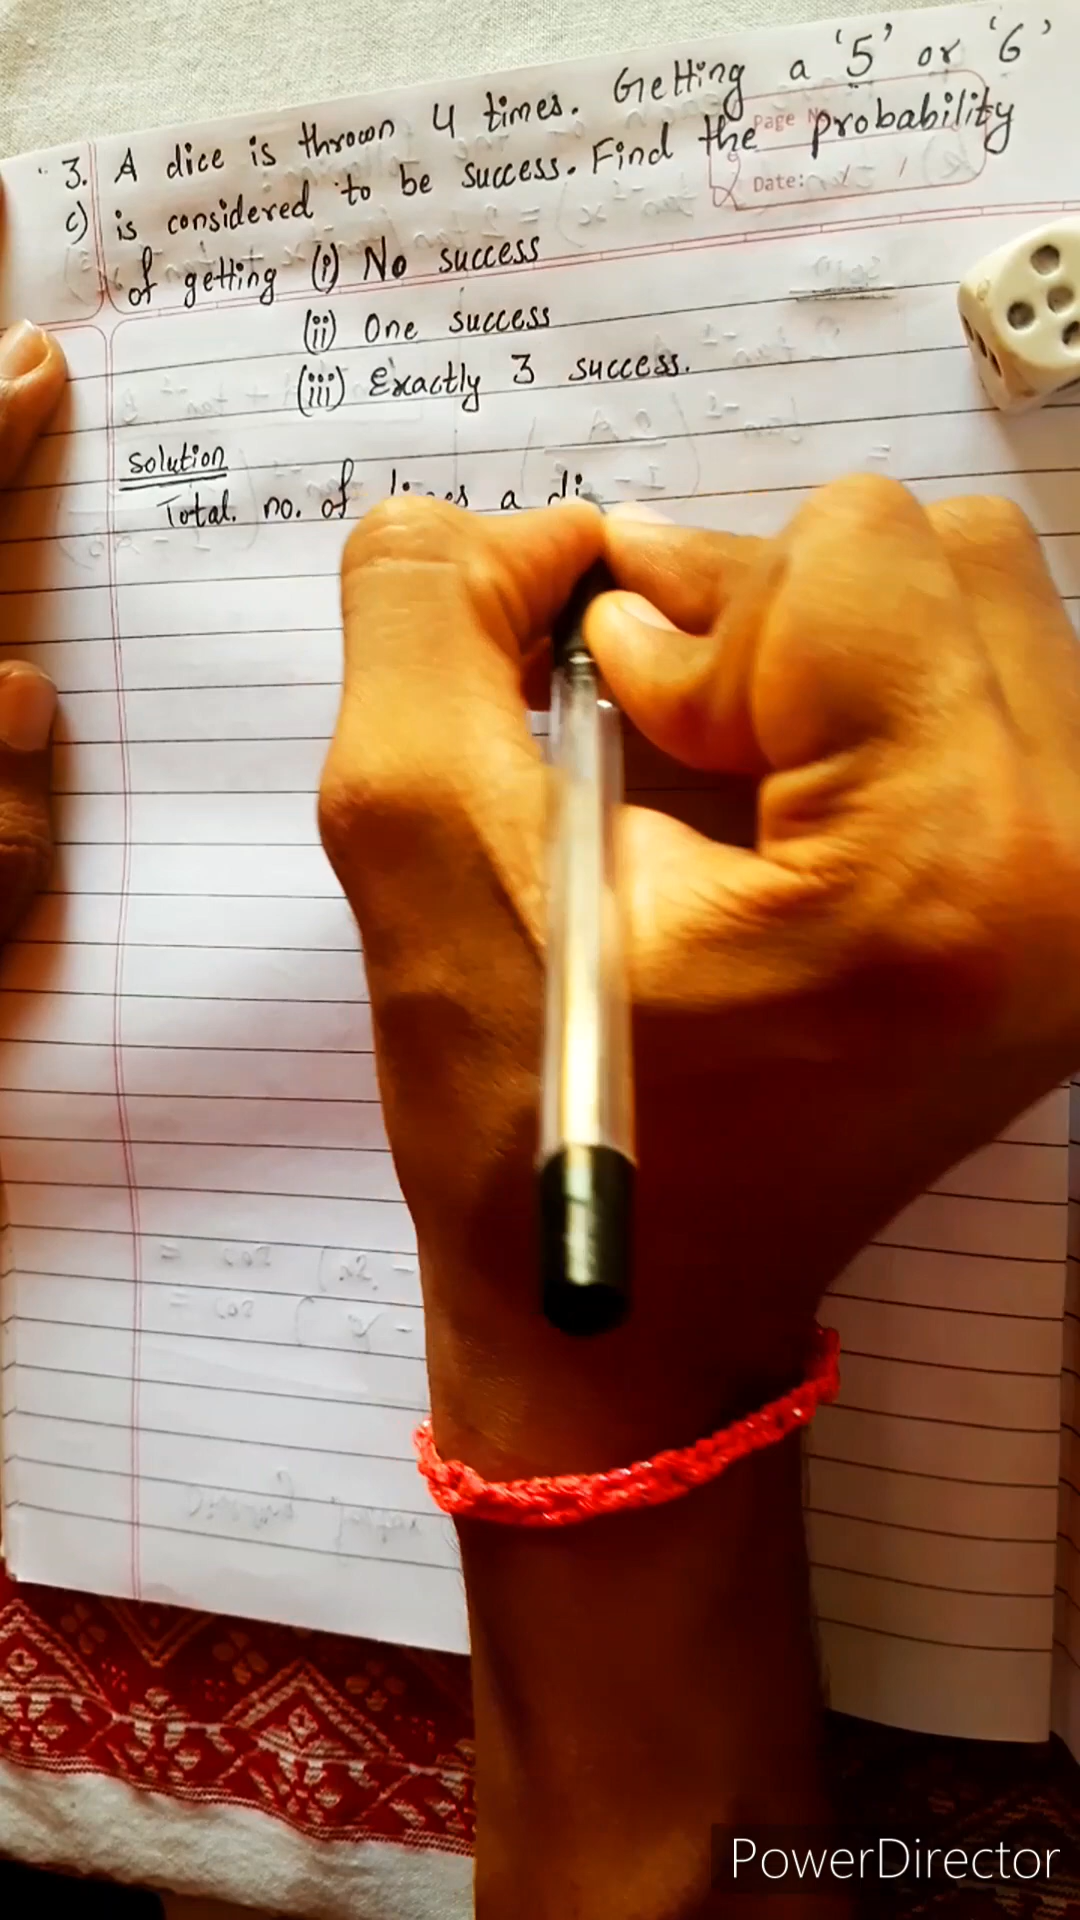 3. A dice is thrown 4 times. Getting a '5' or '6'
c) is considered to be success. Find the probability
of getting (i) No success
(ii) One success
(iii) Exactly 3 success.
Solution
Total. no. of a di
Page No
Date:
PowerDirector